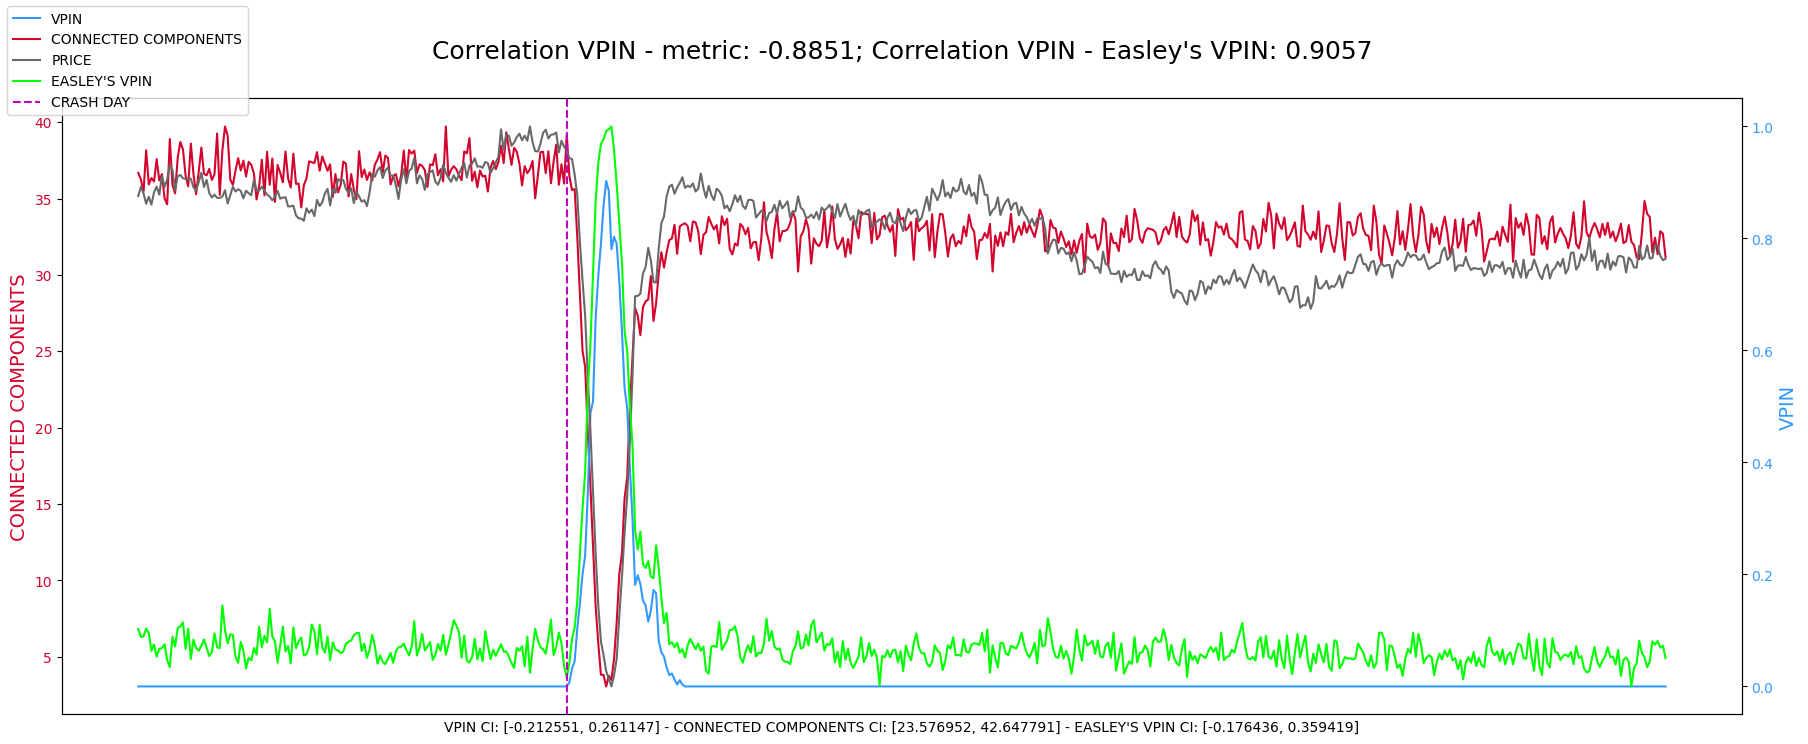 VPIN
CONNECTED COMPONENTS
PRICE
EASLEY'S VPIN
CRASH DAY
Correlation VPIN - metric: -0.8851; Correlation VPIN - Easley's VPIN: 0.9057
CONNECTED COMPONENTS
40
35
30
25
20
15
10
5
1.0
0.8
0.6
0.4
0.2
0.0
VPIN
VPIN CI: [-0.212551, 0.261147] - CONNECTED COMPONENTS CI: [23.576952, 42.647791] - EASLEY'S VPIN CI: [-0.176436, 0.359419]